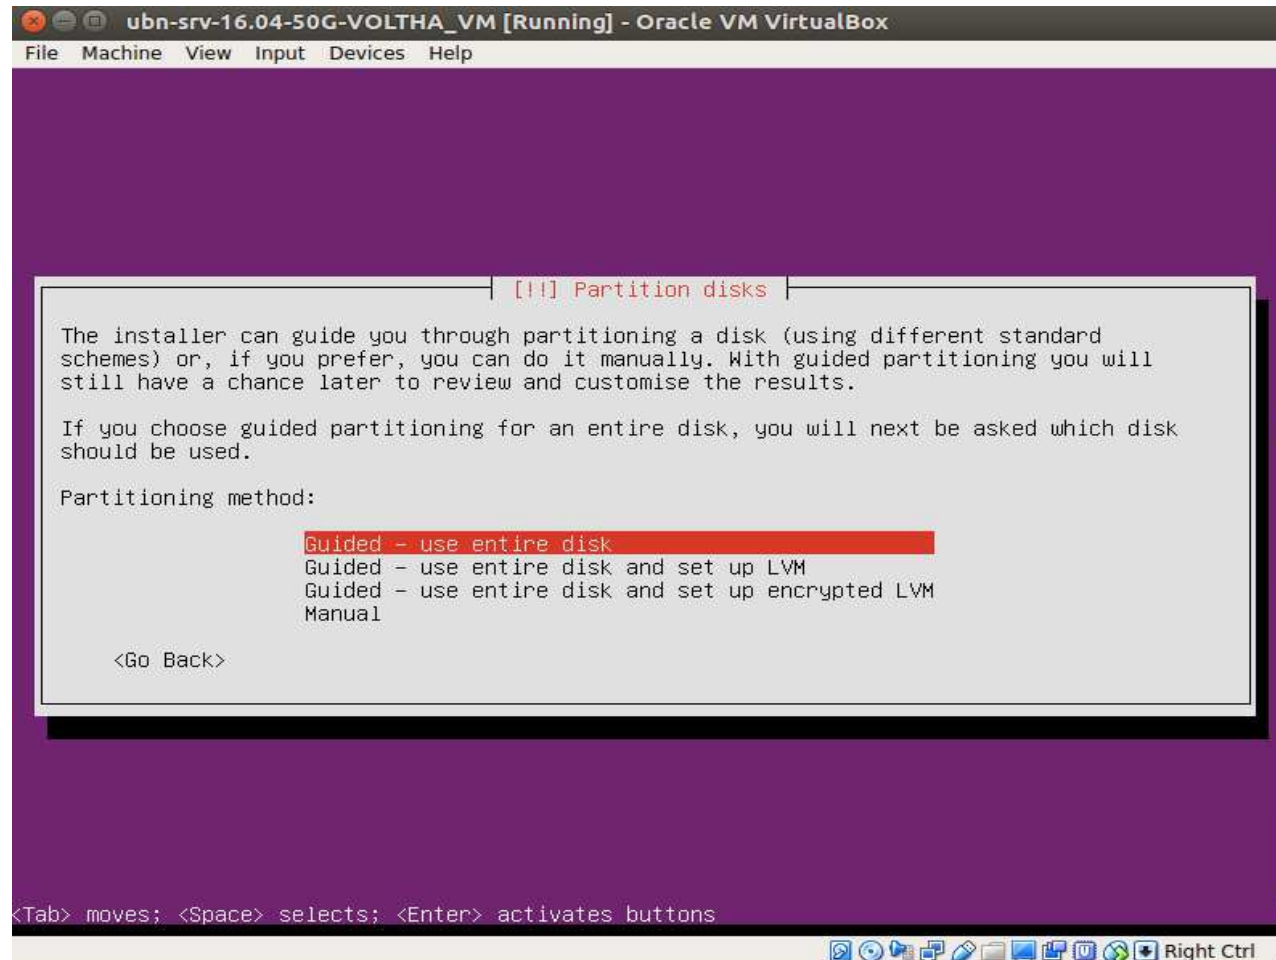 ubn-srv-16.04-50G-VOLTHA_VM [Running] - Oracle VM VirtualBox
File Machine View Input Devices Help
[!!] Partition disks
The installer can guide you through partitioning a disk (using different standard
schemes) or, if you prefer, you can do it manually. With guided partitioning you will
still have a chance later to review and customise the results.
If you choose guided partitioning for an entire disk, you will next be asked which disk
should be used.
Partitioning method:
Guided - use entire disk
Guided - use entire disk and set up LVM
Guided - use entire disk and set up encrypted LVM
Manual
<Go Back>
<Tab> moves; <Space> selects; <Enter> activates buttons
Right Ctrl